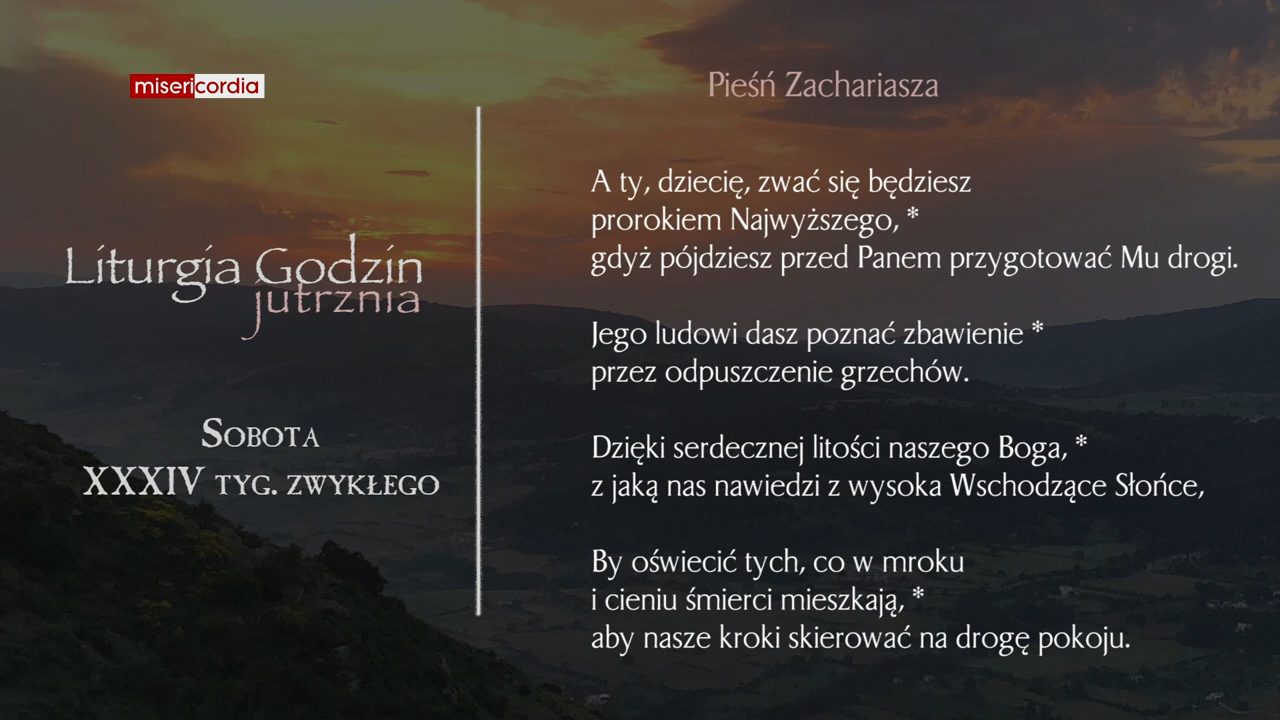 misericordia
Liturgia Godzin
jutrznia
Sobota
XXXIV tyg. zwykłego
Pieśń Zachariasza
A ty, dziecię, zwać się będziesz
prorokiem Najwyższego, *
gdyż pójdziesz przed Panem przygotować Mu drogi.
Jego ludowi dasz poznać zbawienie *
przez odpuszczenie grzechów.
Dzięki serdecznej litości naszego Boga, *
z jaką nas nawiedzi z wysoka Wschodzące Słońce,
By oświecić tych, co w mroku
i cieniu śmierci mieszkają, *
aby nasze kroki skierować na drogę pokoju.